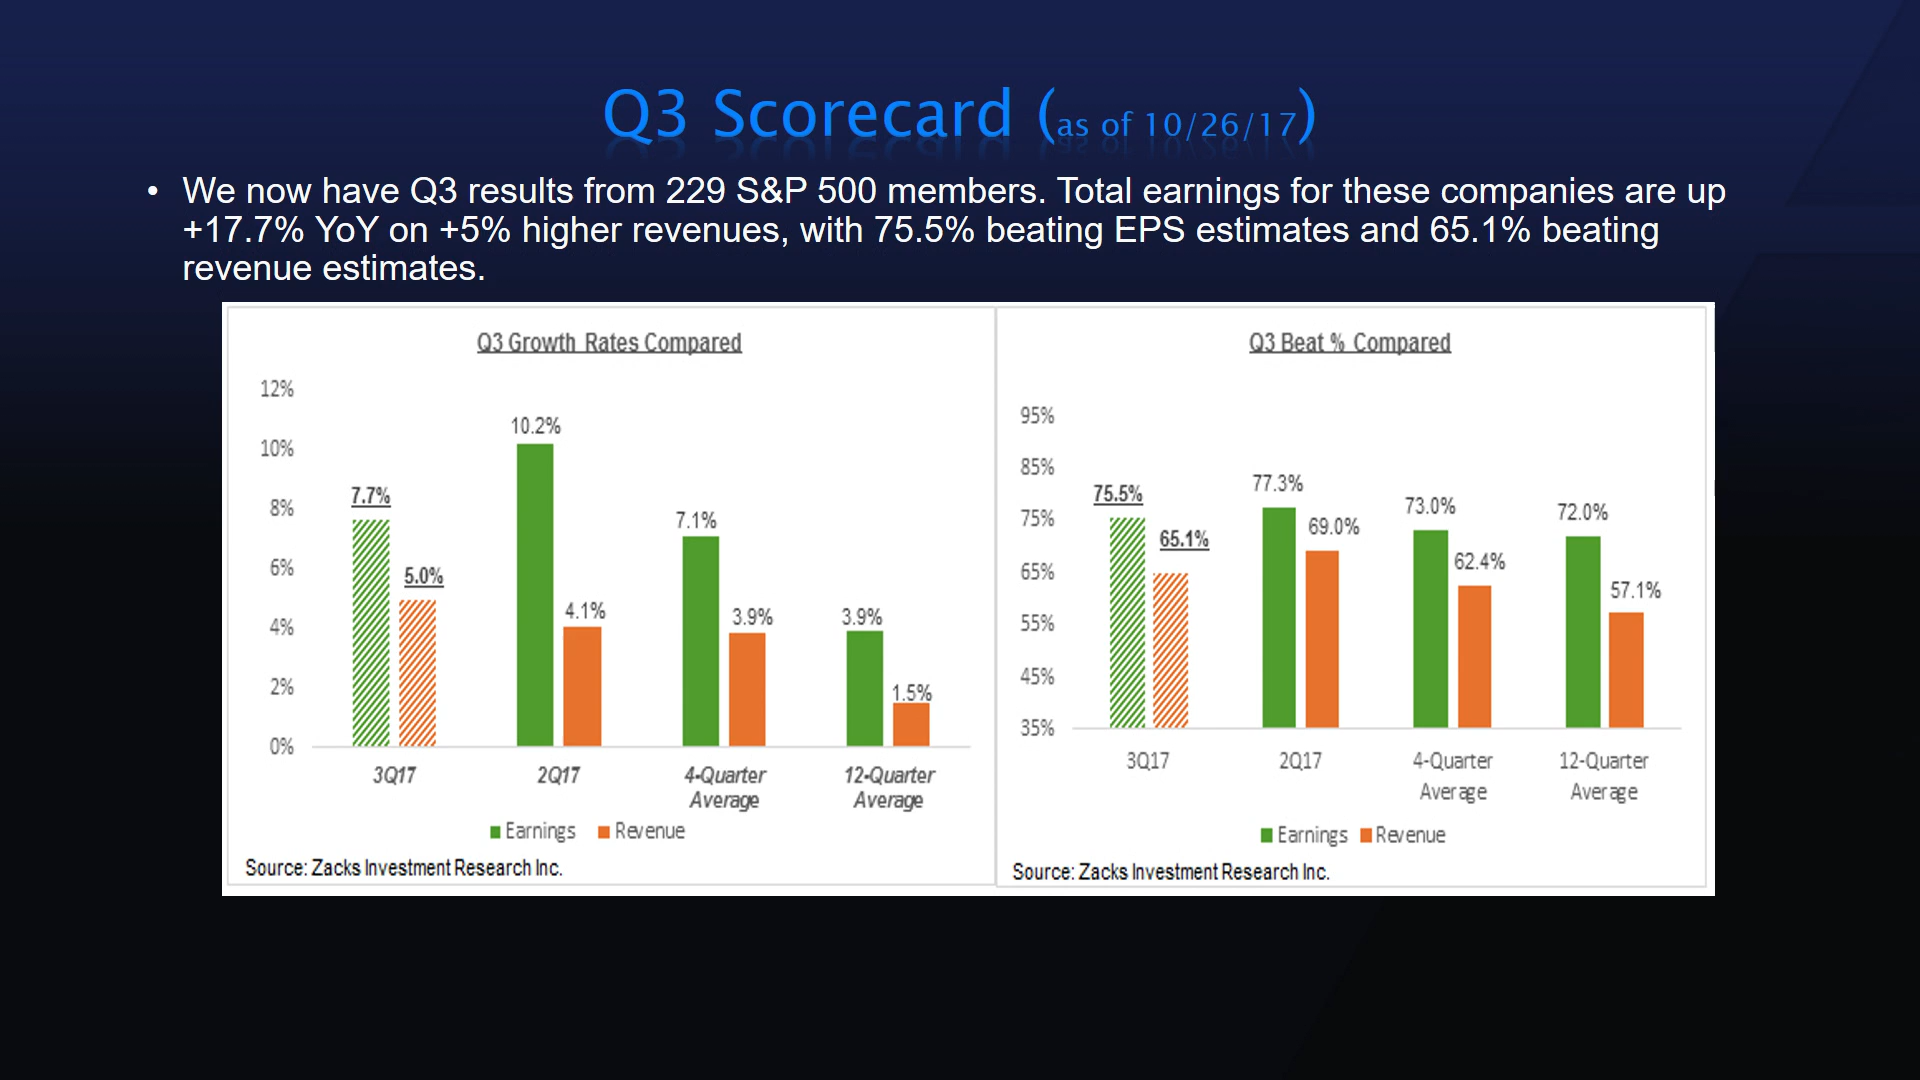 Q3 Scorecard (as of 10/26/17)
• We now have Q3 results from 229 S&P 500 members. Total earnings for these companies are up
+17.7% YoY on +5% higher revenues, with 75.5% beating EPS estimates and 65.1% beating
revenue estimates.
Q3 Growth Rates Compared
12%
10%
8%
6%
4%
2%
0%
7.7%
5.0%
10.2%
4.1%
7.1%
3.9%
3.9%
1.5%
3Q17
2Q17
4-Quarter
Average
12-Quarter
Average
Earnings
Revenue
Source: Zacks Investment Research Inc.
Q3 Beat % Compared
95%
85%
75%
65%
55%
45%
35%
75.5%
65.1%
77.3%
69.0%
73.0%
62.4%
72.0%
57.1%
3Q17
2Q17
4-Quarter
Average
12-Quarter
Average
Earnings
Revenue
Source: Zacks Investment Research Inc.